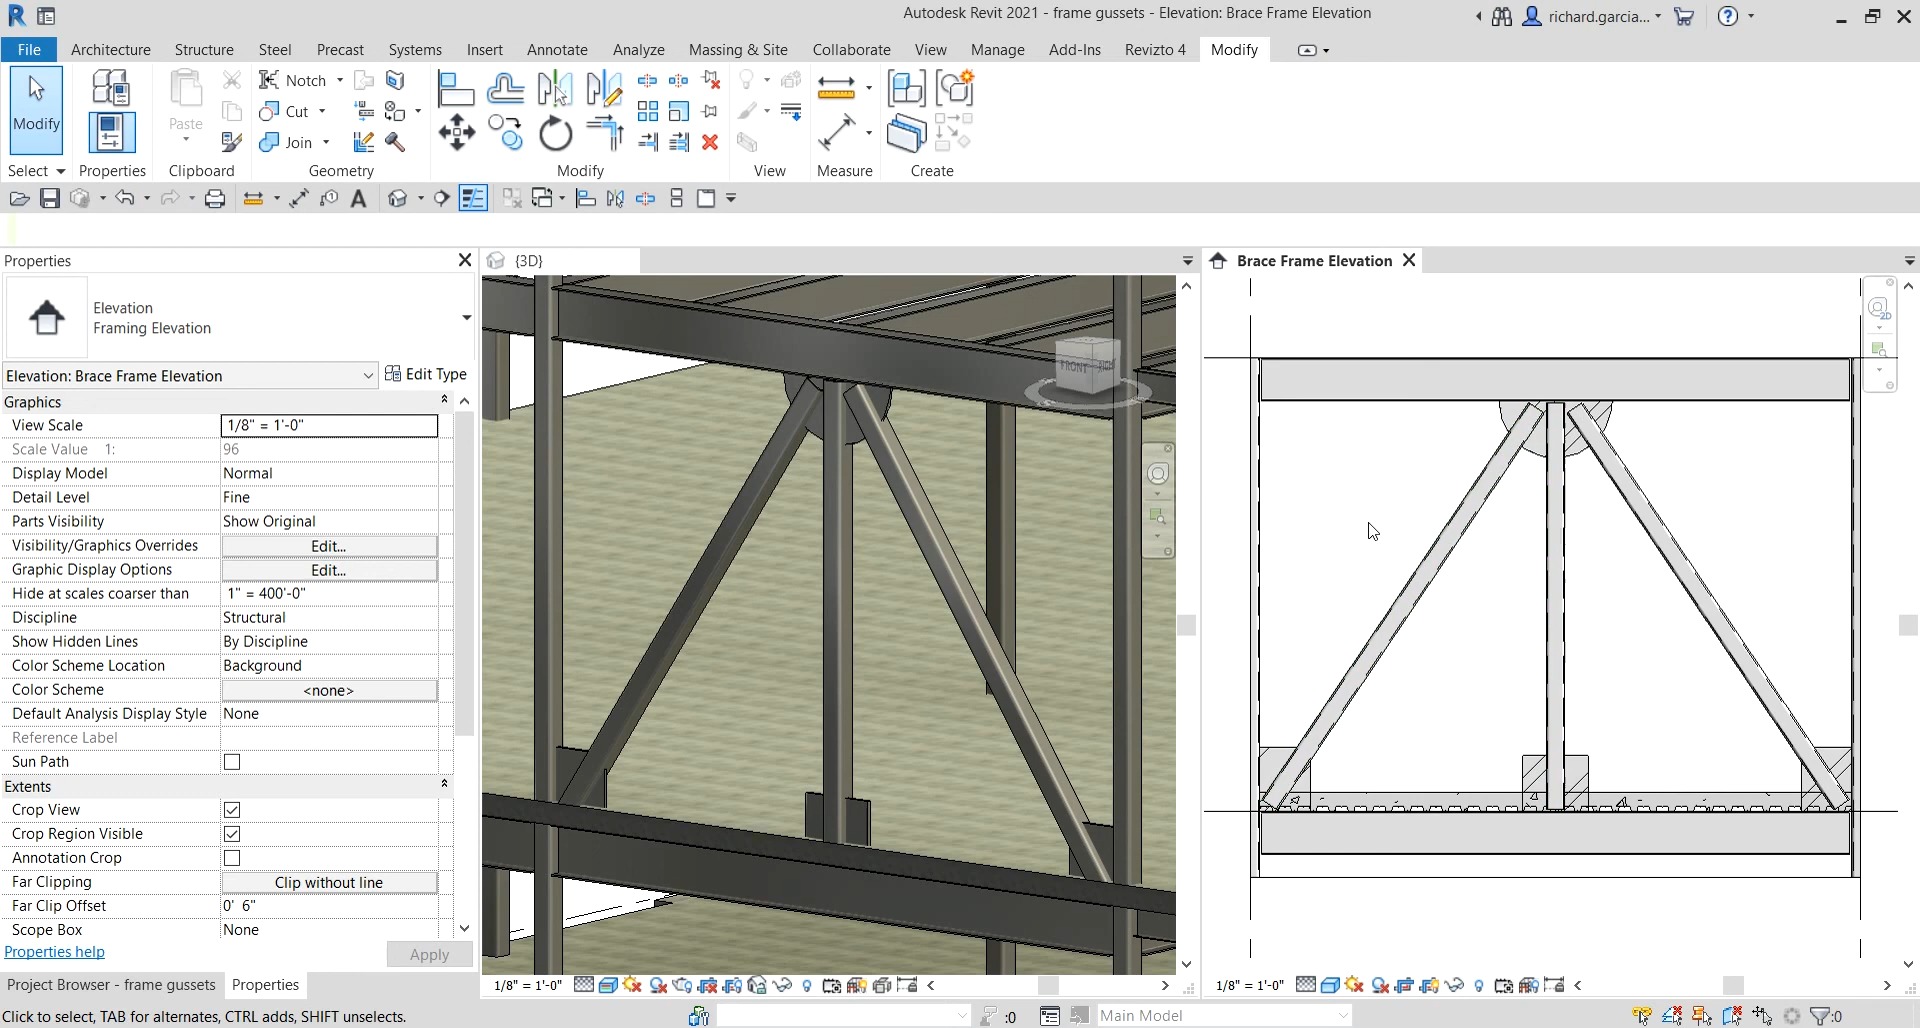 Autodesk Revit 2021 - frame gussets - Elevation: Brace Frame Elevation
richard.garcia...
File Architecture Structure Steel Precast Systems Insert Annotate Analyze Massing & Site Collaborate View Manage Add-Ins Revizto 4 Modify
Modify
Paste
Notch
Cut
Join
Select Properties Clipboard Geometry Modify View Measure Create
Properties
Elevation
Framing Elevation
Elevation: Brace Frame Elevation
Edit Type
Graphics
View Scale 1/8" = 1'-0"
Scale Value 1: 96
Display Model Normal
Detail Level Fine
Parts Visibility Show Original
Visibility/Graphics Overrides Edit...
Graphic Display Options Edit...
Hide at scales coarser than 1" = 400'-0"
Discipline Structural
Show Hidden Lines By Discipline
Color Scheme Location Background
Color Scheme <none>
Default Analysis Display Style None
Reference Label
Sun Path
Extents
Crop View
Crop Region Visible
Annotation Crop
Far Clipping Clip without line
Far Clip Offset 0' 6"
Scope Box None
Properties help
Apply
Project Browser - frame gussets Properties
{3D}
FRONT
RIGHT
1/8" = 1'-0"
Brace Frame Elevation
2D
1/8" = 1'-0"
Click to select, TAB for alternates, CTRL adds, SHIFT unselects.
:0
Main Model
:0